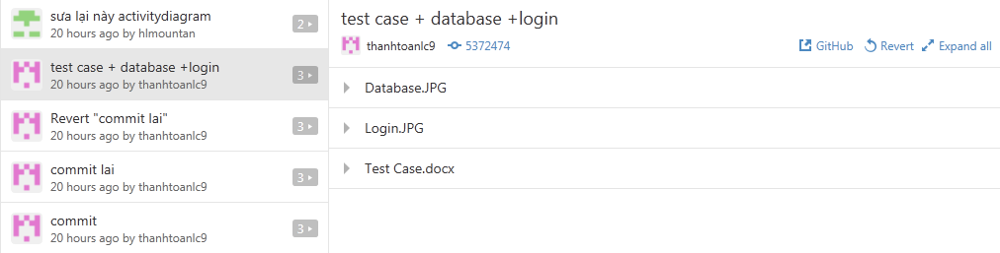 sưa lại này activitydiagram
20 hours ago by hlmountan
2
test case + database +login
20 hours ago by thanhtoanlc9
3
Revert "commit lai"
20 hours ago by thanhtoanlc9
3
commit lai
20 hours ago by thanhtoanlc9
3
commit
20 hours ago by thanhtoanlc9
3
test case + database +login
thanhtoanlc9 5372474 GitHub Revert Expand all
Database.JPG
Login.JPG
Test Case.docx